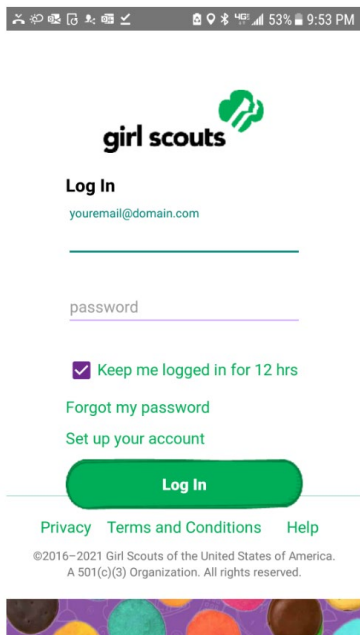 4G 53% 9:53 PM
girl scouts
Log In
youremail@domain.com
password
Keep me logged in for 12 hrs
Forgot my password
Set up your account
Log In
Privacy Terms and Conditions Help
©2016–2021 Girl Scouts of the United States of America.
A 501(c)(3) Organization. All rights reserved.